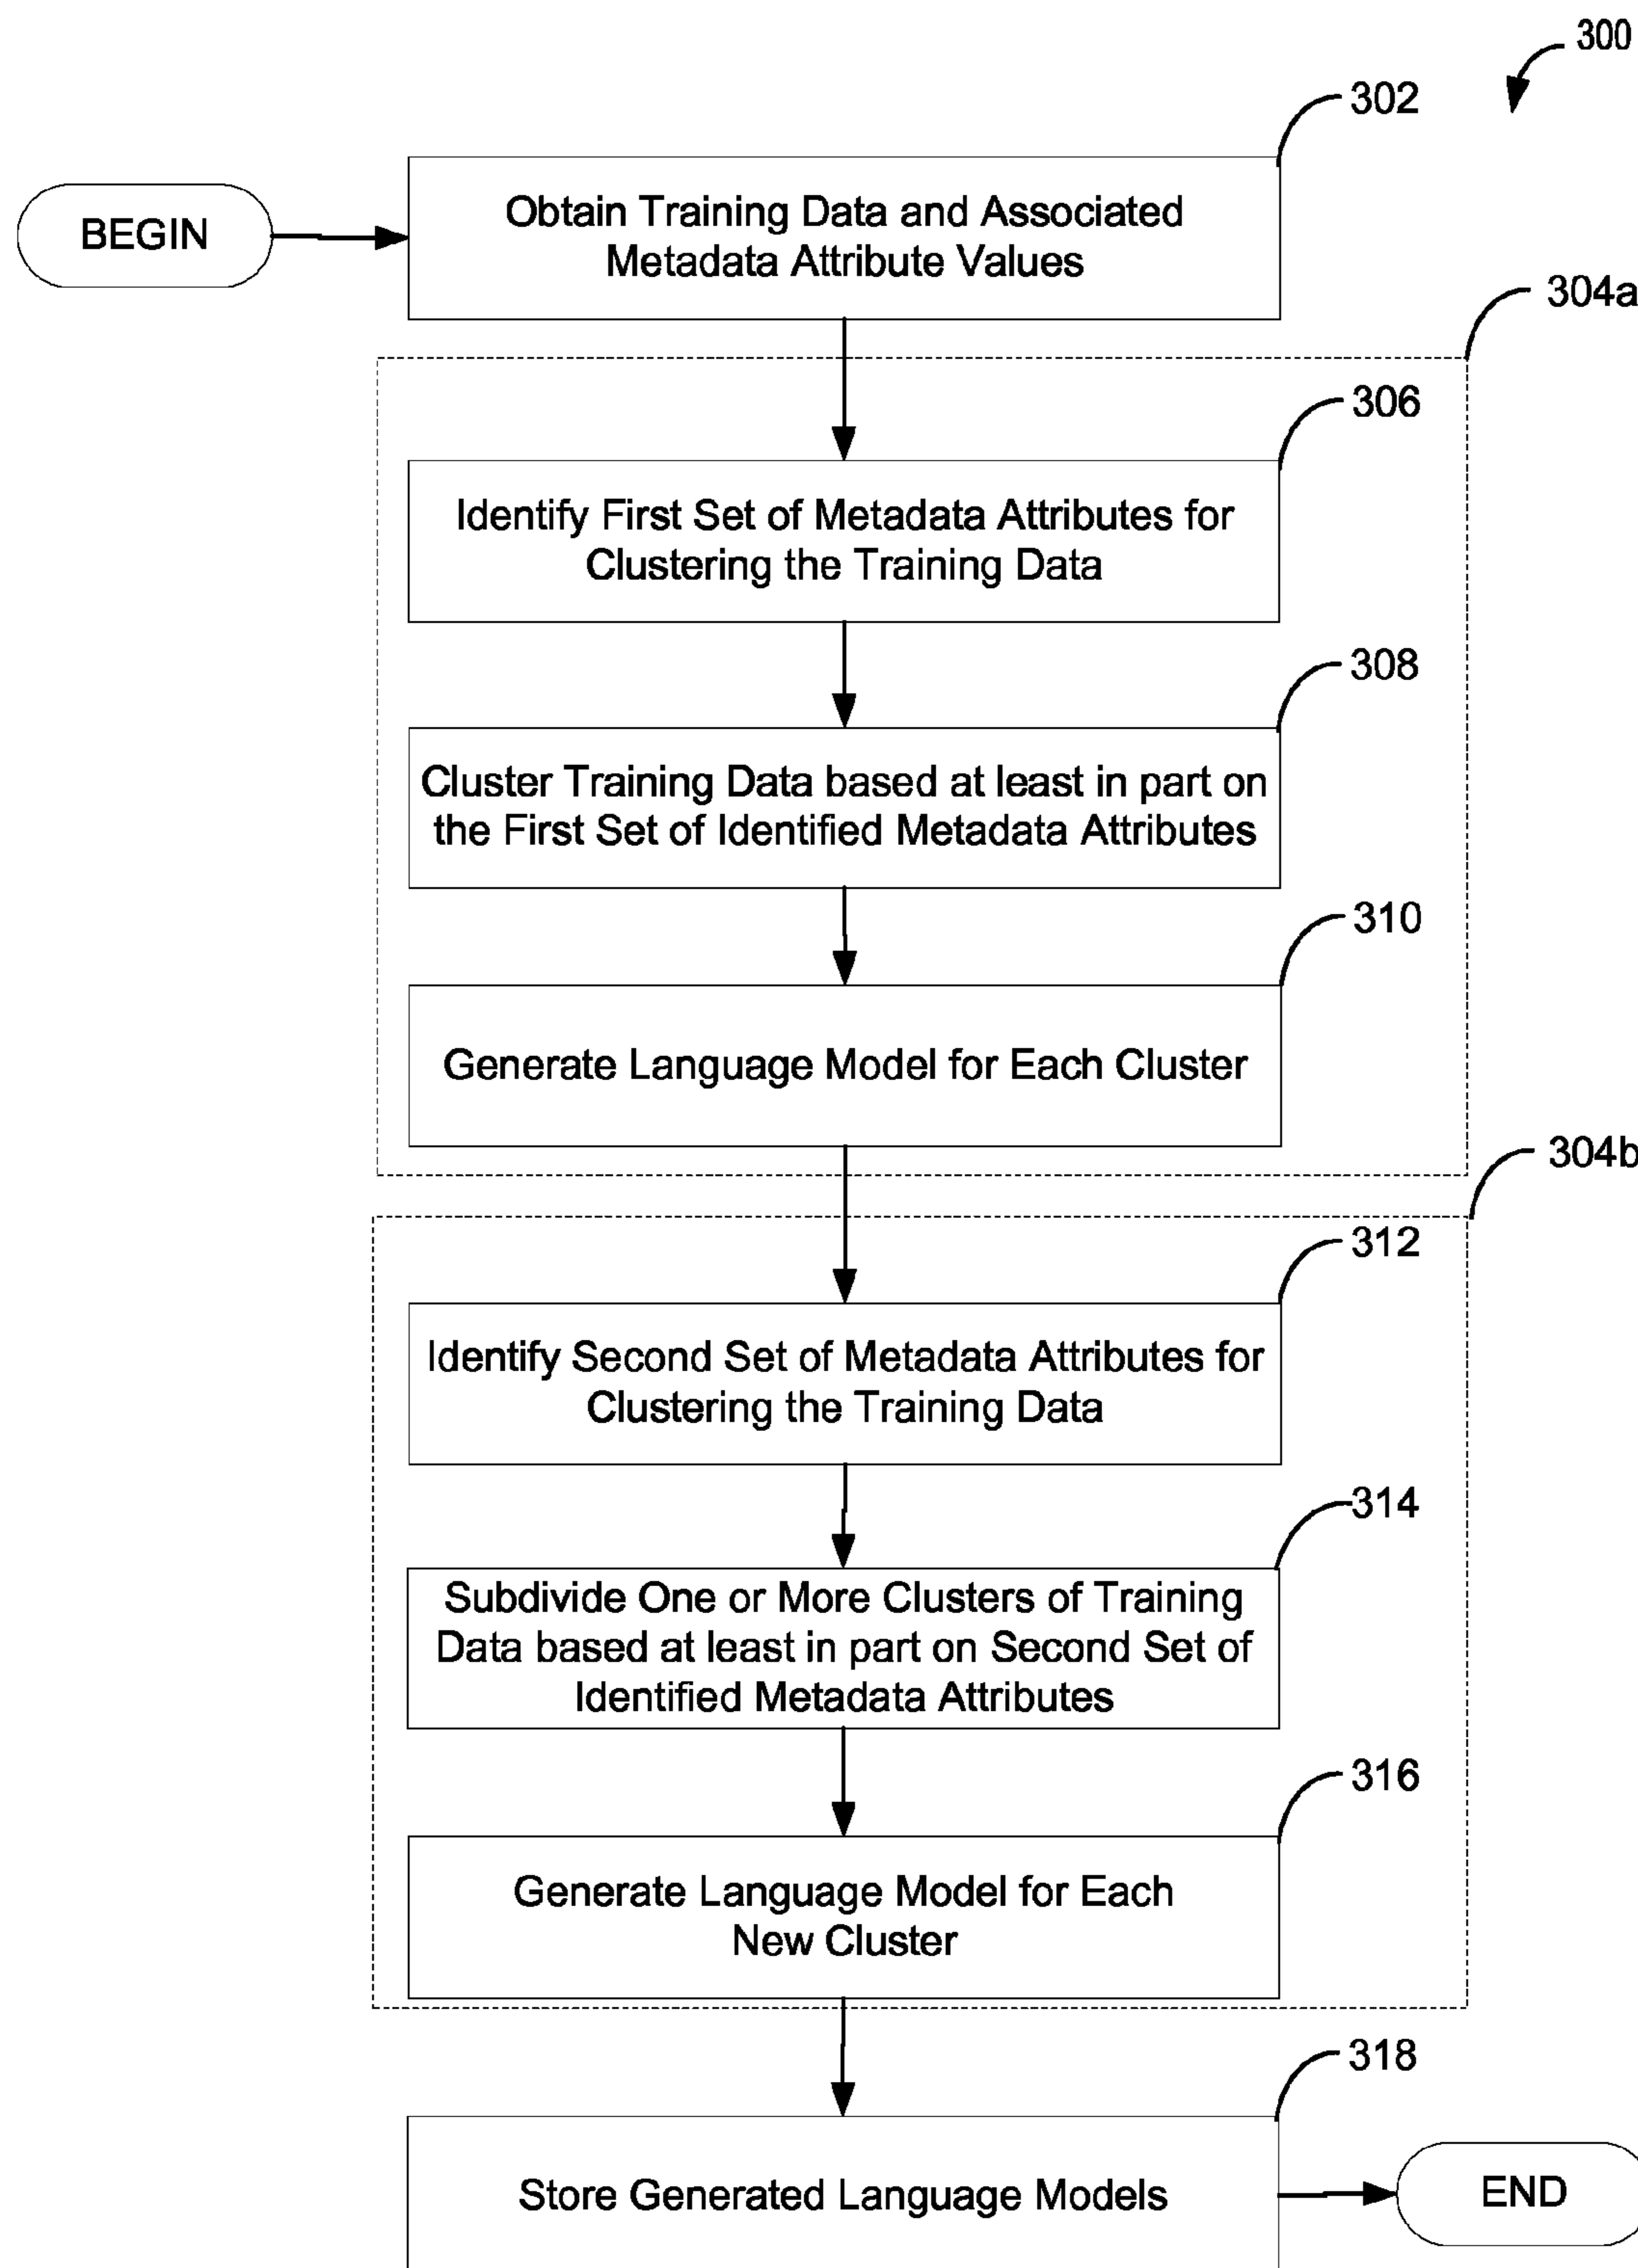 300
302
BEGIN
Obtain Training Data and Associated
Metadata Attribute Values
304a
306
Identify First Set of Metadata Attributes for
Clustering the Training Data
308
Cluster Training Data based at least in part on
the First Set of Identified Metadata Attributes
310
Generate Language Model for Each Cluster
304b
312
Identify Second Set of Metadata Attributes for
Clustering the Training Data
314
Subdivide One or More Clusters of Training
Data based at least in part on Second Set of
Identified Metadata Attributes
316
Generate Language Model for Each
New Cluster
318
Store Generated Language Models
END